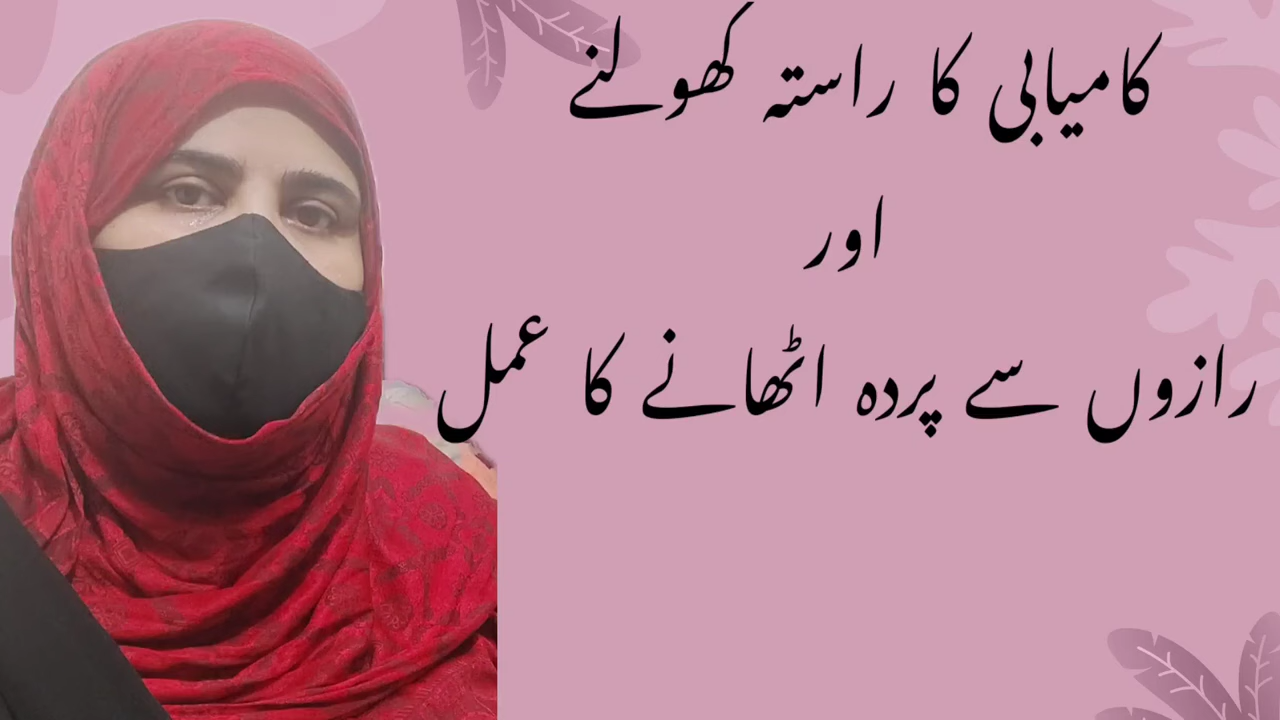 کامیابی کا راستہ کھولنے
اور
رازوں سے پردہ اٹھانے کا عمل